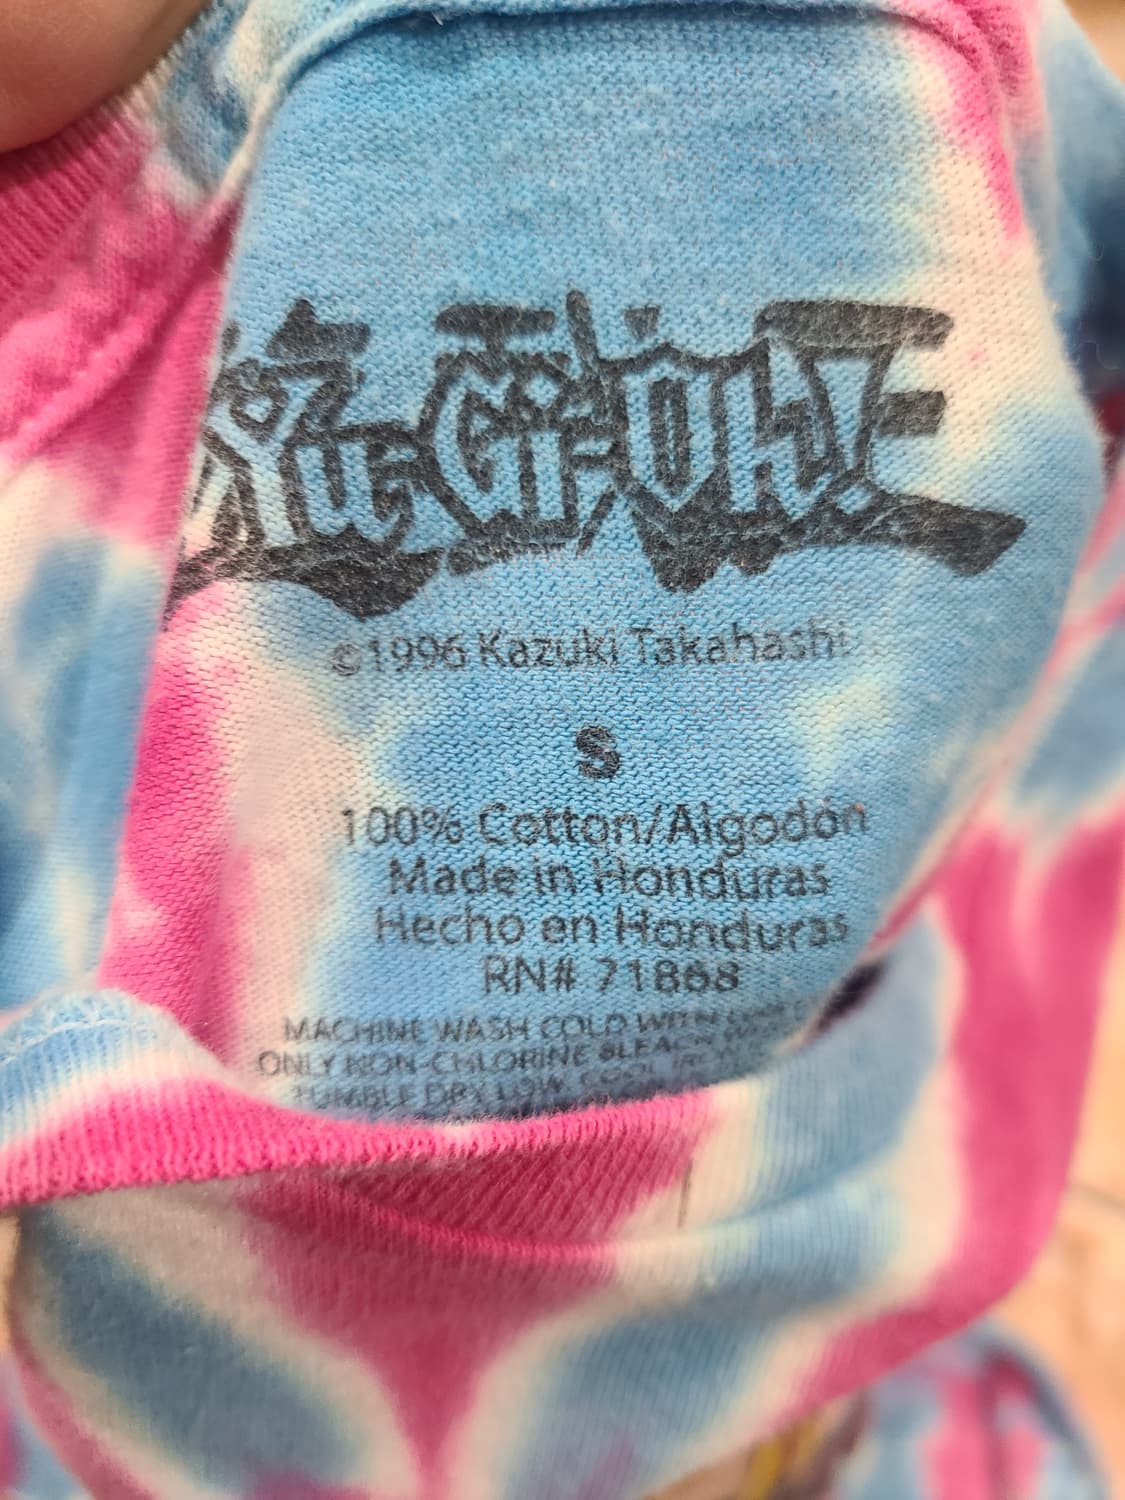 Yu-Gi-Oh!
©1996 Kazuki Takahashi
S
100% Cotton/Algodón
Made in Honduras
Hecho en Honduras
RN# 71868
MACHINE WASH COLD WITH
ONLY NON-CHLORINE BLEACH
TUMBLE DRY LOW COOL